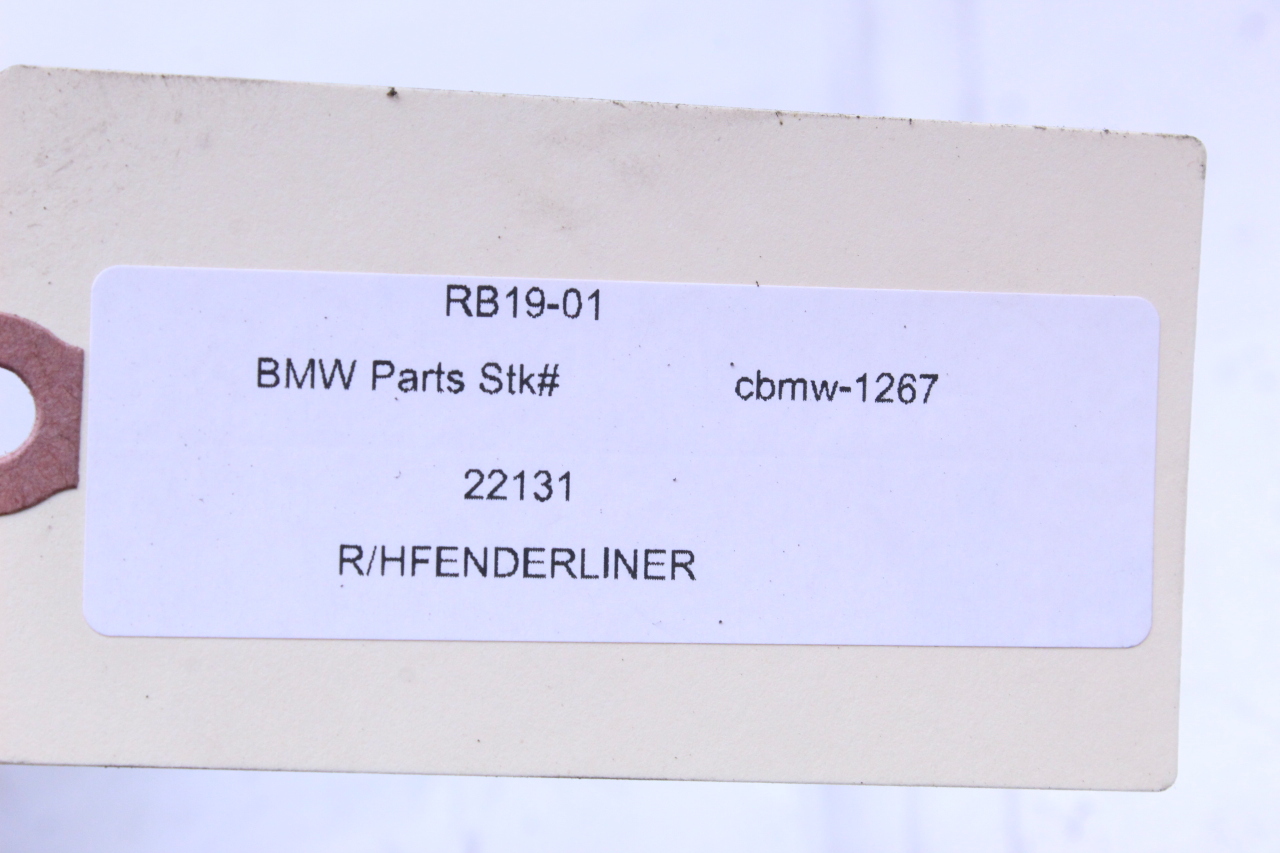 RB19-01
BMW Parts Stk# cbmw-1267
22131
R/HFENDERLINER